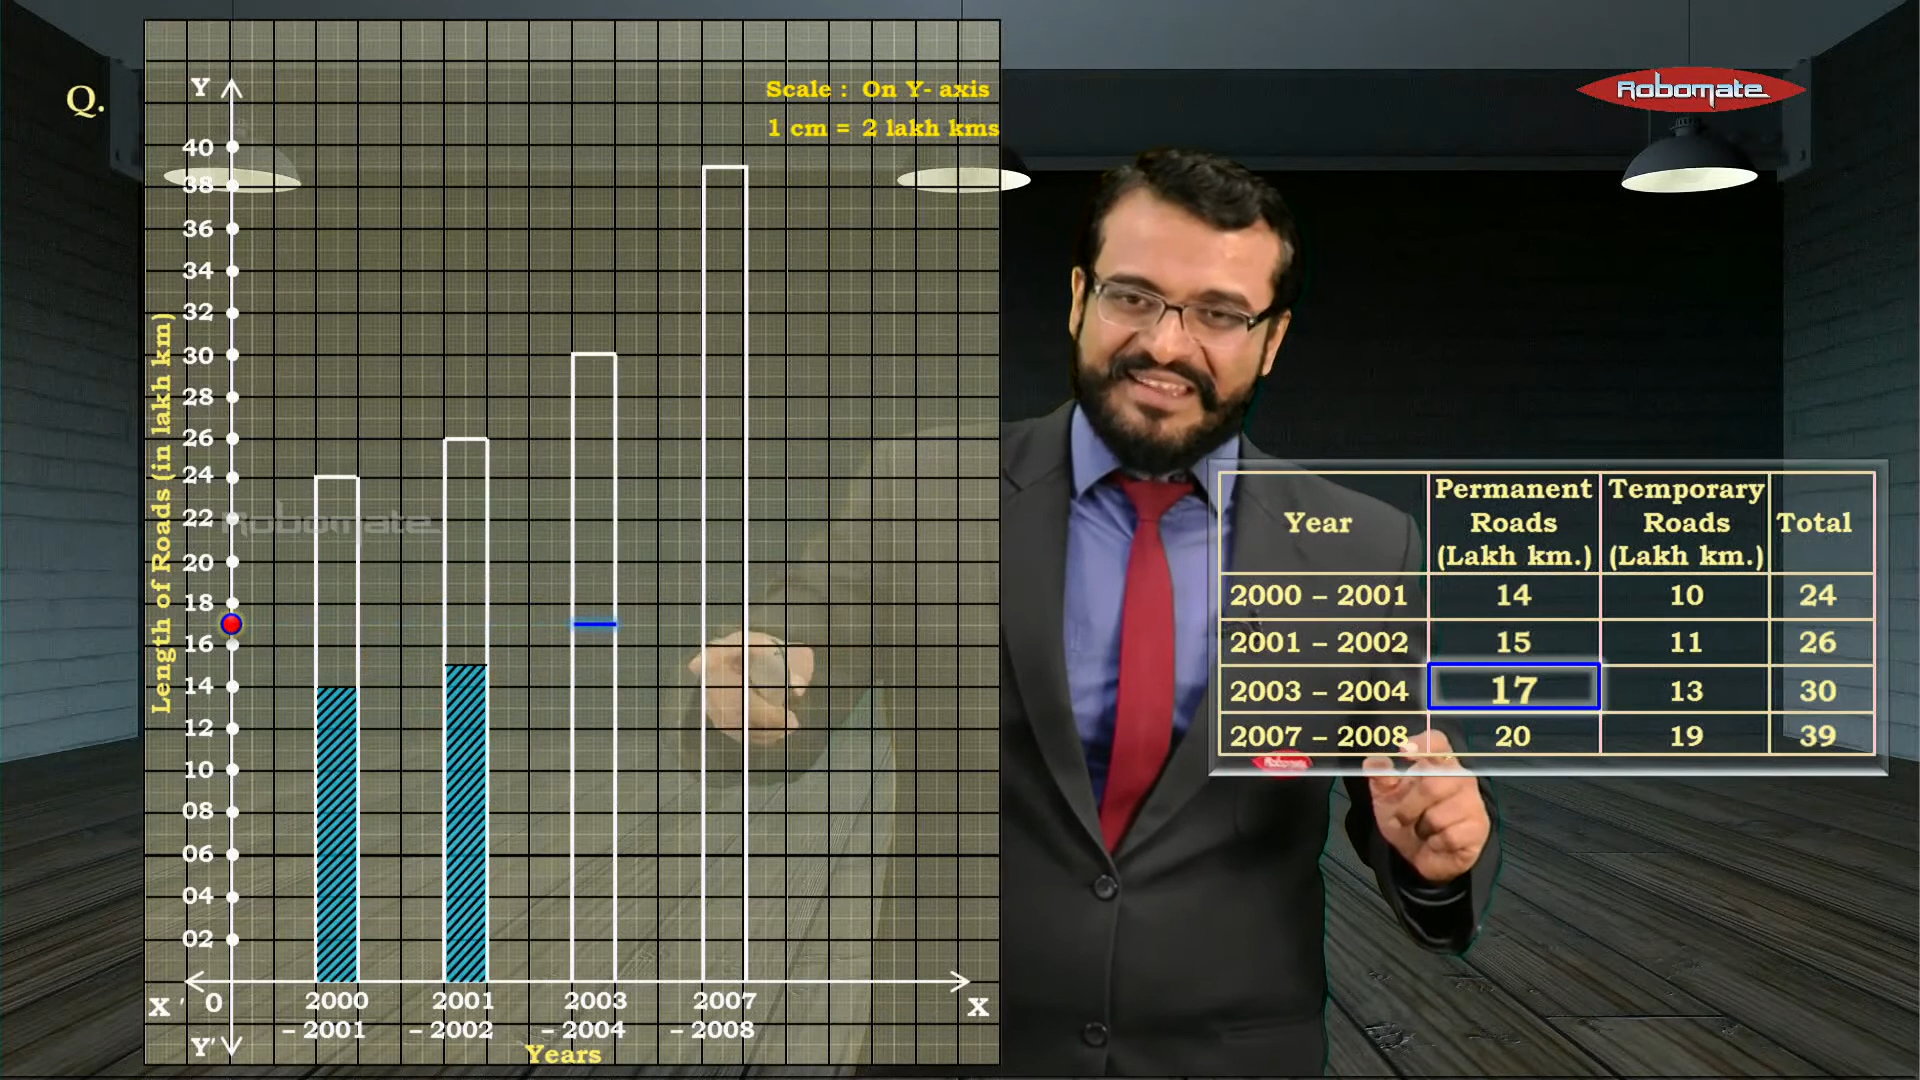 Q.
Y
Scale : On Y- axis
1 cm = 2 lakh kms
40
38
36
34
32
30
28
26
24
22
20
18
16
14
12
10
08
06
04
02
Length of Roads (in lakh km)
Robomate
X' 0 2000 2001 2003 2007 X
– 2001 – 2002 – 2004 – 2008
Y'
Years
Robomate
Year Permanent Roads (Lakh km.) Temporary Roads (Lakh km.) Total
2000 – 2001 14 10 24
2001 – 2002 15 11 26
2003 – 2004 17 13 30
2007 – 2008 20 19 39
Robomate